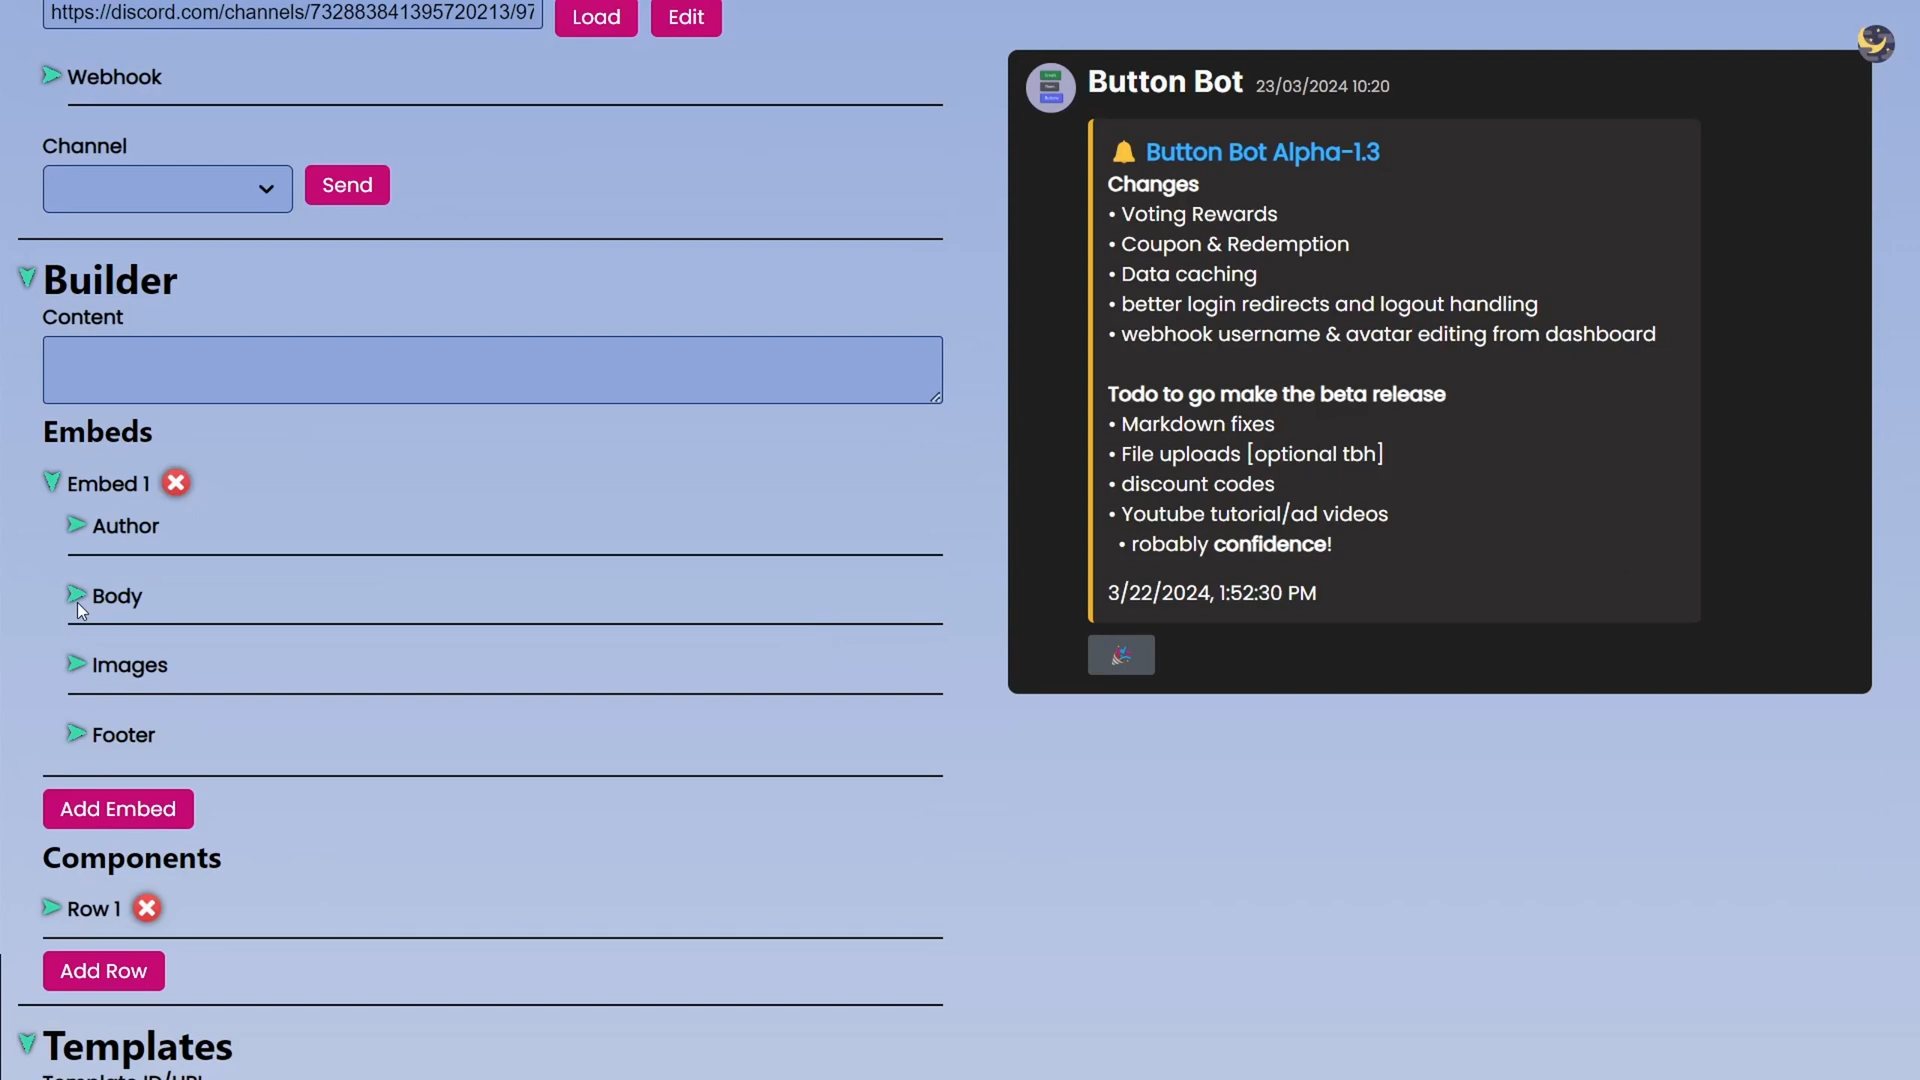 https://discord.com/channels/732883841395720213/97
Load
Edit
Webhook
Channel
Send
Builder
Content
Embeds
Embed 1
Author
Body
Images
Footer
Add Embed
Components
Row 1
Add Row
Templates
Button Bot 23/03/2024 10:20
Button Bot Alpha-1.3
Changes
• Voting Rewards
• Coupon & Redemption
• Data caching
• better login redirects and logout handling
• webhook username & avatar editing from dashboard
Todo to go make the beta release
• Markdown fixes
• File uploads [optional tbh]
• discount codes
• Youtube tutorial/ad videos
• robably confidence!
3/22/2024, 1:52:30 PM